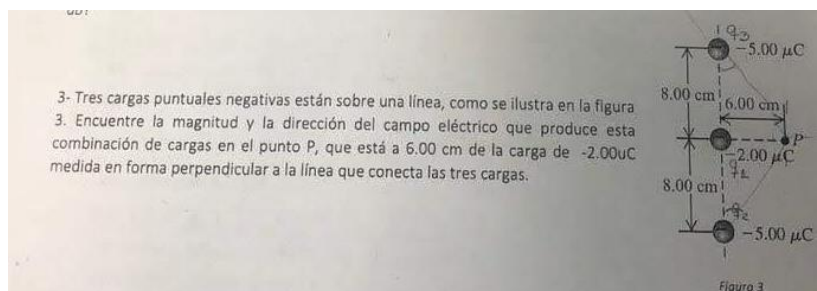 q3
-5.00 μC
8.00 cm
6.00 cm
3- Tres cargas puntuales negativas están sobre una línea, como se ilustra en la figura
3. Encuentre la magnitud y la dirección del campo eléctrico que produce esta
combinación de cargas en el punto P, que está a 6.00 cm de la carga de -2.00uC
medida en forma perpendicular a la línea que conecta las tres cargas.
P
-2.00 μC
q1
8.00 cm
q2
-5.00 μC
Figura 3